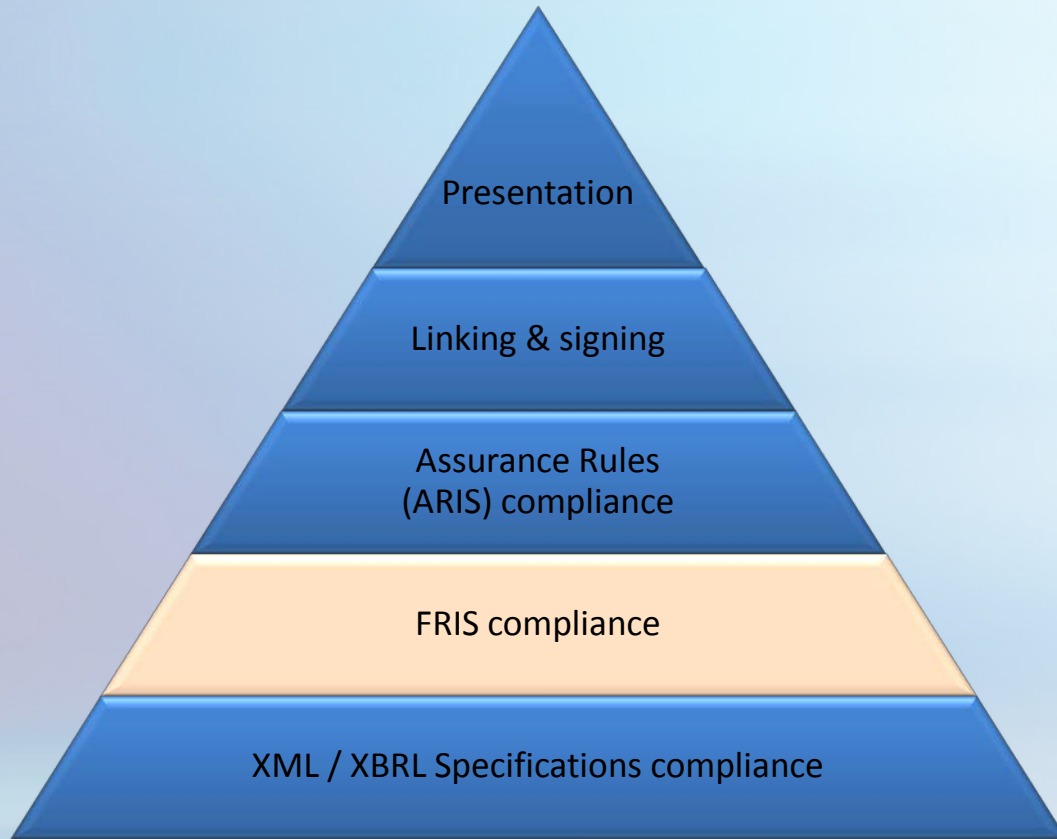 Presentation
Linking & signing
Assurance Rules
(ARIS) compliance
FRIS compliance
XML / XBRL Specifications compliance